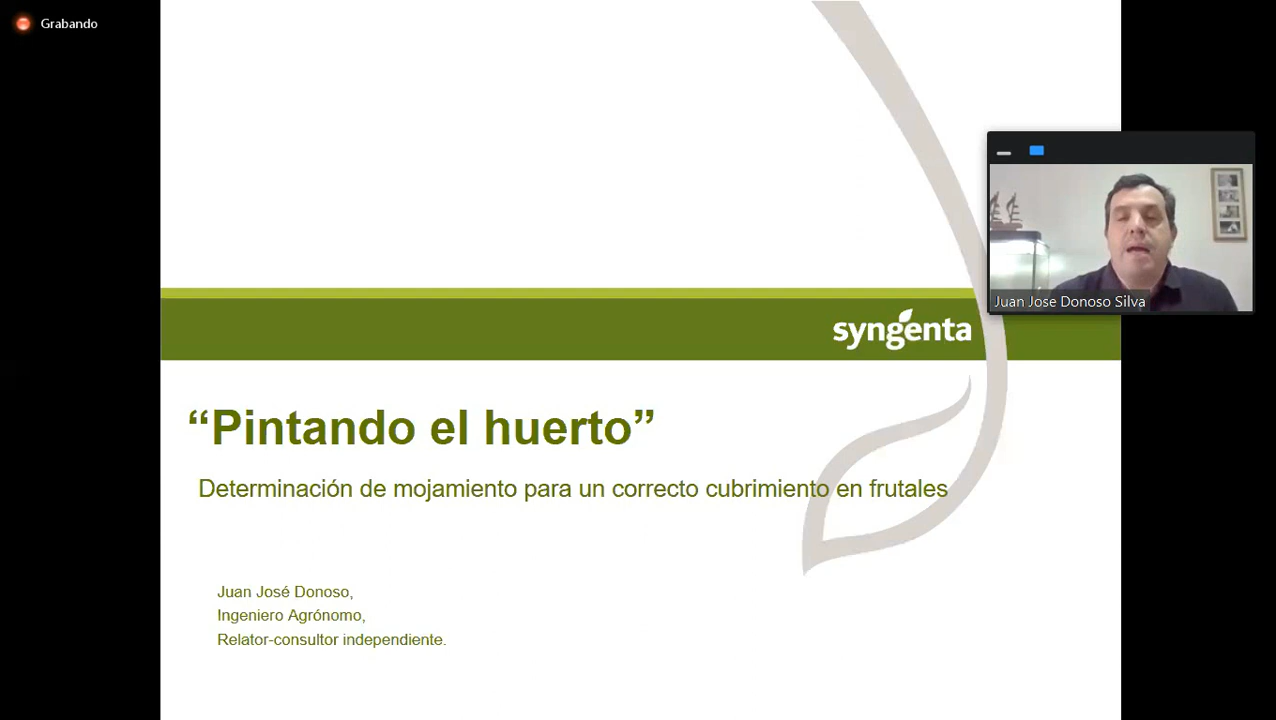 Grabando
Juan Jose Donoso Silva
syngenta
“Pintando el huerto”
Determinación de mojamiento para un correcto cubrimiento en frutales
Juan José Donoso,
Ingeniero Agrónomo,
Relator-consultor independiente.